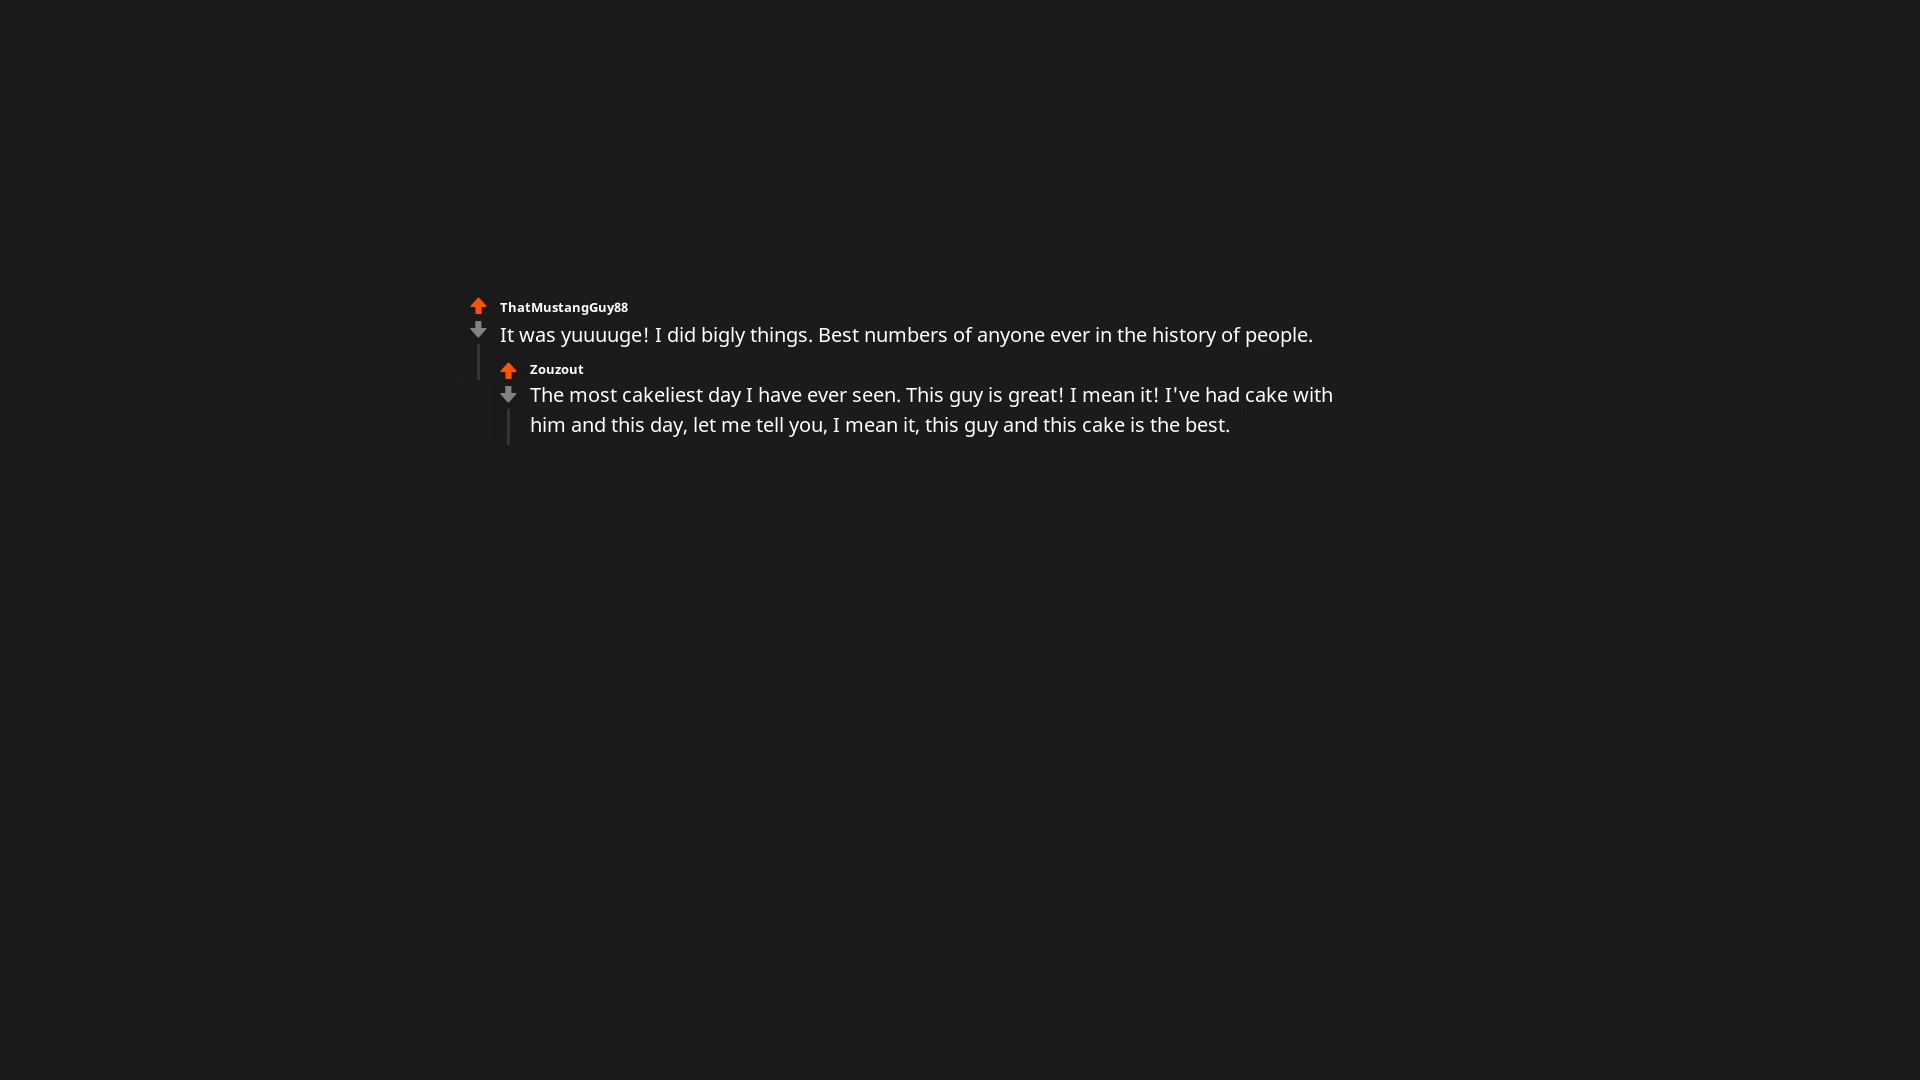 ThatMustangGuy88
It was yuuuuge! I did bigly things. Best numbers of anyone ever in the history of people.
Zouzout
The most cakeliest day I have ever seen. This guy is great! I mean it! I've had cake with
him and this day, let me tell you, I mean it, this guy and this cake is the best.